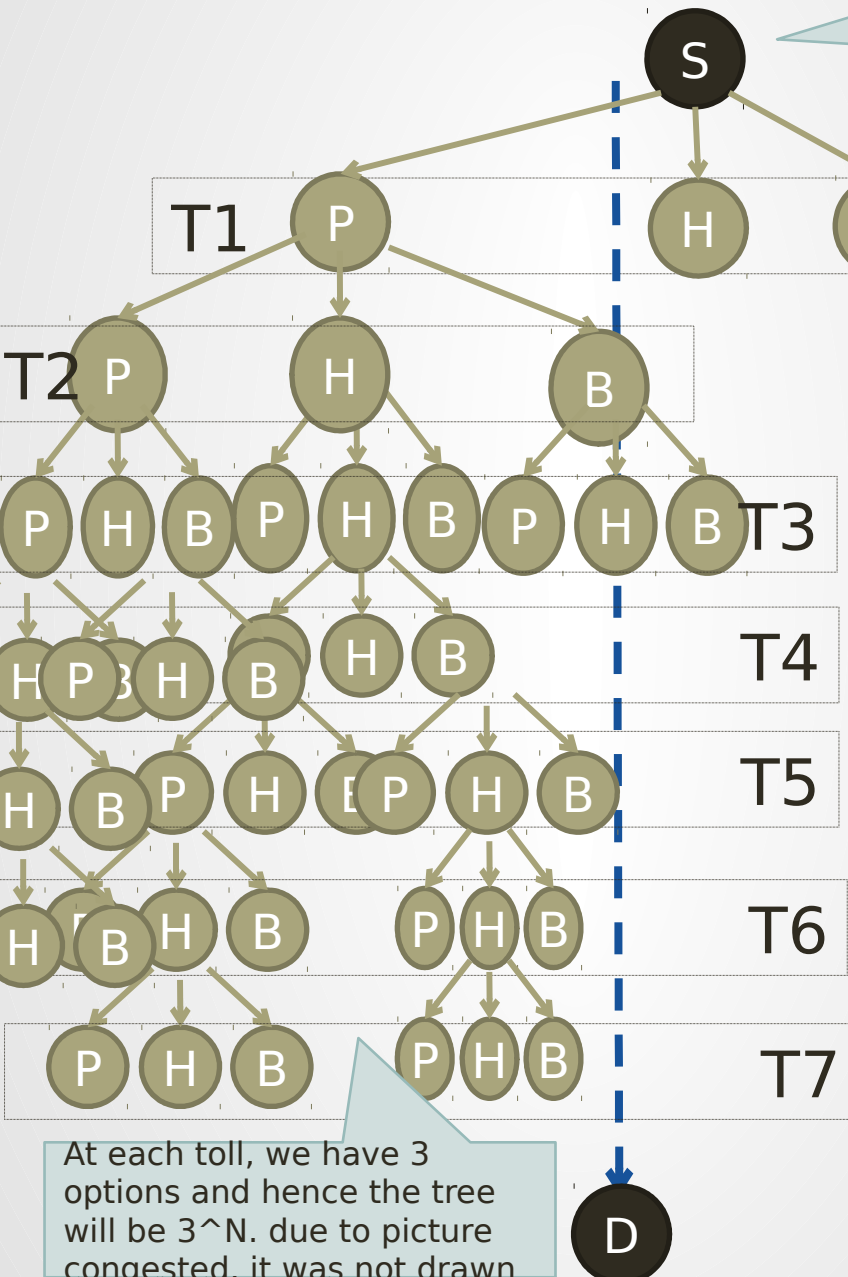 S
T1 P H
T2 P H B
P H B P H B P H B T3
H P B H B H B T4
H B P H B P H B T5
H B H B P H B T6
P H B P H B T7
At each toll, we have 3
options and hence the tree
will be 3^N. due to picture
congested, it was not drawn
D